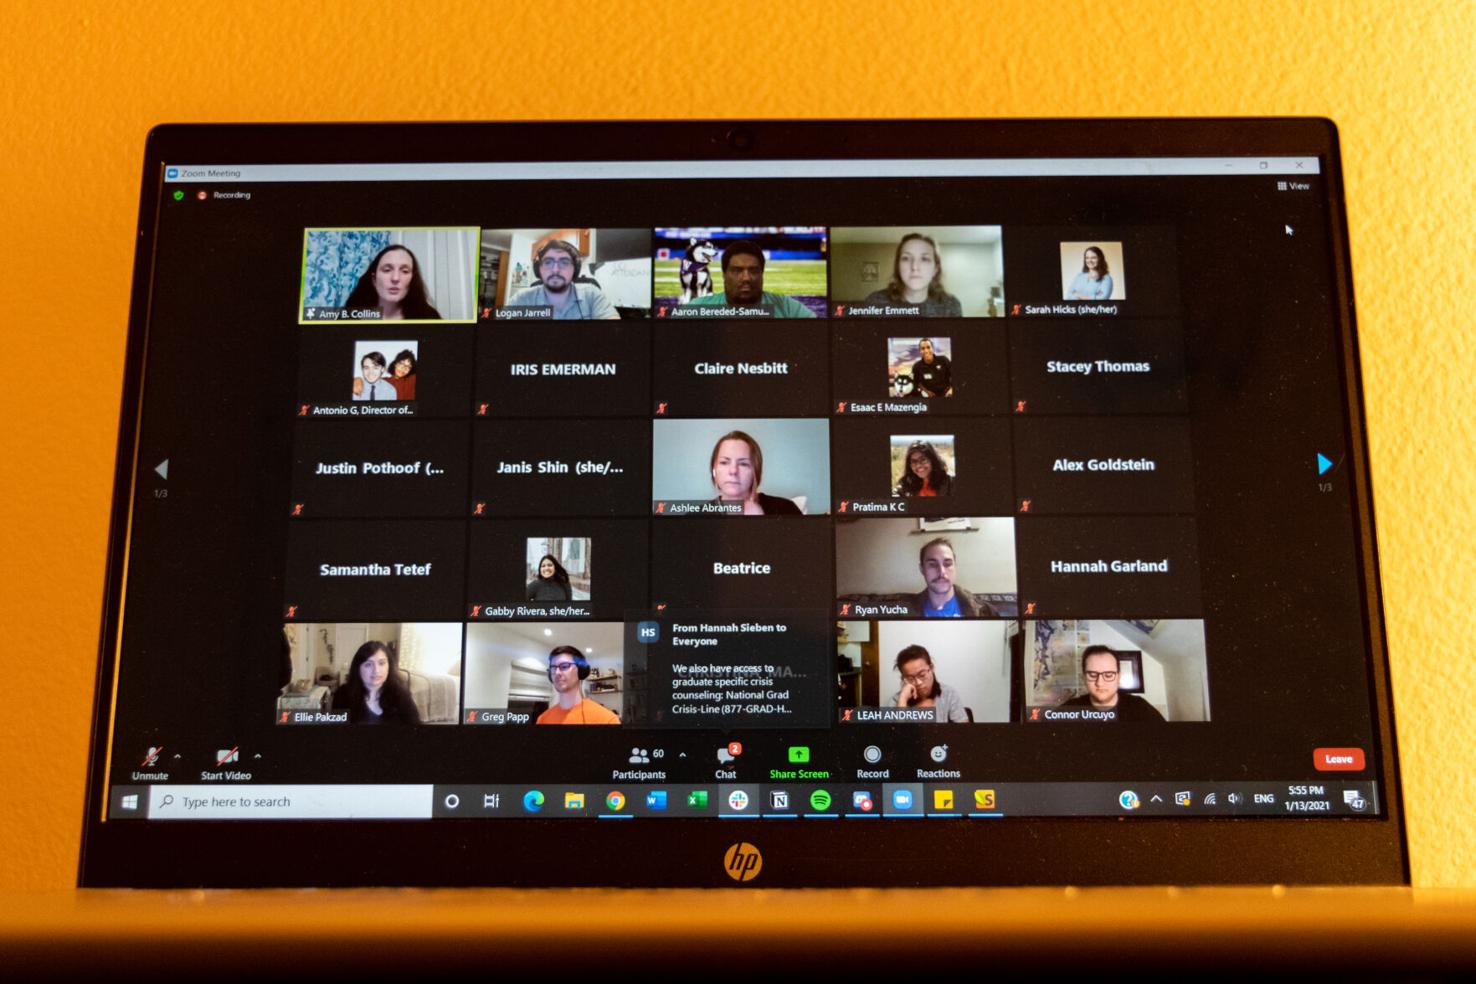 Zoom Meeting
Recording
View
Amy B. Collins
Logan Jarrell
Aaron Bereded-Samu...
Jennifer Emmett
Sarah Hicks (she/her)
Antonio G, Director of...
IRIS EMERMAN
Claire Nesbitt
Esaac E Mazengia
Stacey Thomas
Justin Pothoof (...
Janis Shin (she/...
Ashlee Abrantes
Pratima K C
Alex Goldstein
1/3
1/3
Samantha Tetef
Gabby Rivera, she/her...
Beatrice
Ryan Yucha
Hannah Garland
Ellie Pakzad
Greg Papp
HS
From Hannah Sieben to
Everyone
We also have access to
graduate specific crisis
counseling: National Grad
Crisis-Line (877-GRAD-H...
CHRISTINA MA...
LEAH ANDREWS
Connor Urcuyo
Unmute
Start Video
60
Participants
2
Chat
Share Screen
Record
Reactions
Leave
Type here to search
ENG
5:55 PM
1/13/2021
47
hp